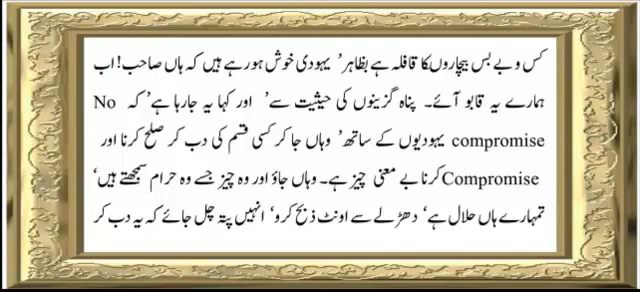 کس و بے بس بیچاروں کا قافلہ ہے بظاہر’ یہودی خوش ہورہے ہیں کہ ہاں صاحب! اب
ہمارے یہ قابو آئے۔ پناہ گزینوں کی حیثیت سے’ اور کہا یہ جارہا ہے’ کہ No
compromise یہودیوں کے ساتھ’ وہاں جا کر کسی قسم کی دب کر صلح کرنا اور
Compromise کرنا بے معنی چیز ہے۔ وہاں جاؤ اور وہ چیز جسے وہ حرام سمجھتے ہیں‘
تمہارے ہاں حلال ہے‘ دھڑلے سے اونٹ ذبح کرو‘ انہیں پتہ چل جائے کہ یہ دب کر